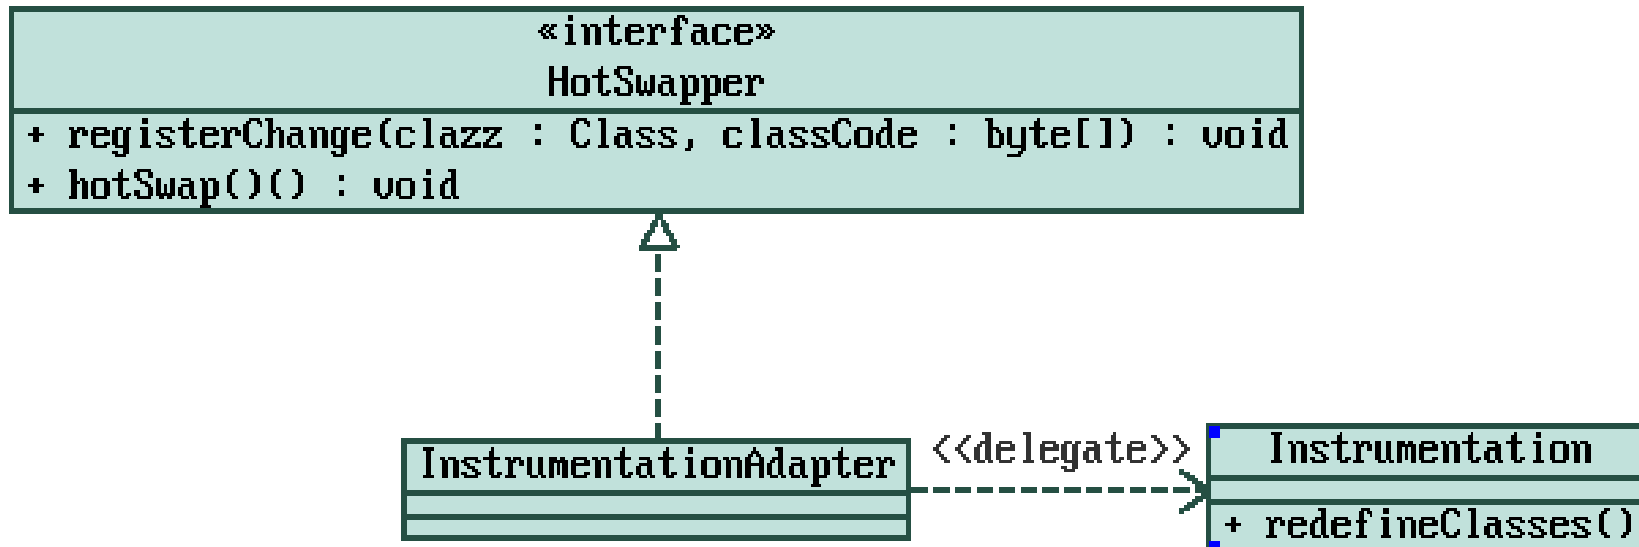 «interface»
HotSwapper
+ registerChange(clazz : Class, classCode : byte[]) : void
+ hotSwap()() : void
InstrumentationAdapter
<<delegate>>
Instrumentation
+ redefineClasses()